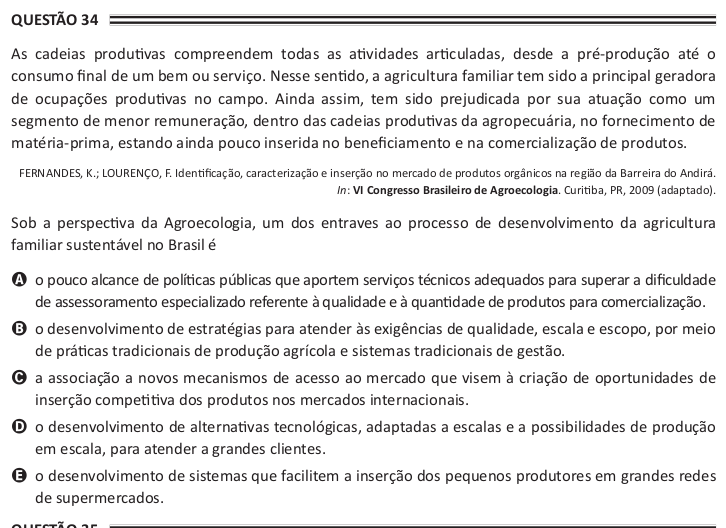 QUESTÃO 34
As cadeias produtivas compreendem todas as atividades articuladas, desde a pré-produção até o
consumo final de um bem ou serviço. Nesse sentido, a agricultura familiar tem sido a principal geradora
de ocupações produtivas no campo. Ainda assim, tem sido prejudicada por sua atuação como um
segmento de menor remuneração, dentro das cadeias produtivas da agropecuária, no fornecimento de
matéria-prima, estando ainda pouco inserida no beneficiamento e na comercialização de produtos.
FERNANDES, K.; LOURENÇO, F. Identificação, caracterização e inserção no mercado de produtos orgânicos na região da Barreira do Andirá.
In: VI Congresso Brasileiro de Agroecologia. Curitiba, PR, 2009 (adaptado).
Sob a perspectiva da Agroecologia, um dos entraves ao processo de desenvolvimento da agricultura
familiar sustentável no Brasil é
A o pouco alcance de políticas públicas que aportem serviços técnicos adequados para superar a dificuldade
de assessoramento especializado referente à qualidade e à quantidade de produtos para comercialização.
B o desenvolvimento de estratégias para atender às exigências de qualidade, escala e escopo, por meio
de práticas tradicionais de produção agrícola e sistemas tradicionais de gestão.
C a associação a novos mecanismos de acesso ao mercado que visem à criação de oportunidades de
inserção competitiva dos produtos nos mercados internacionais.
D o desenvolvimento de alternativas tecnológicas, adaptadas a escalas e a possibilidades de produção
em escala, para atender a grandes clientes.
E o desenvolvimento de sistemas que facilitem a inserção dos pequenos produtores em grandes redes
de supermercados.
QUESTÃO 35